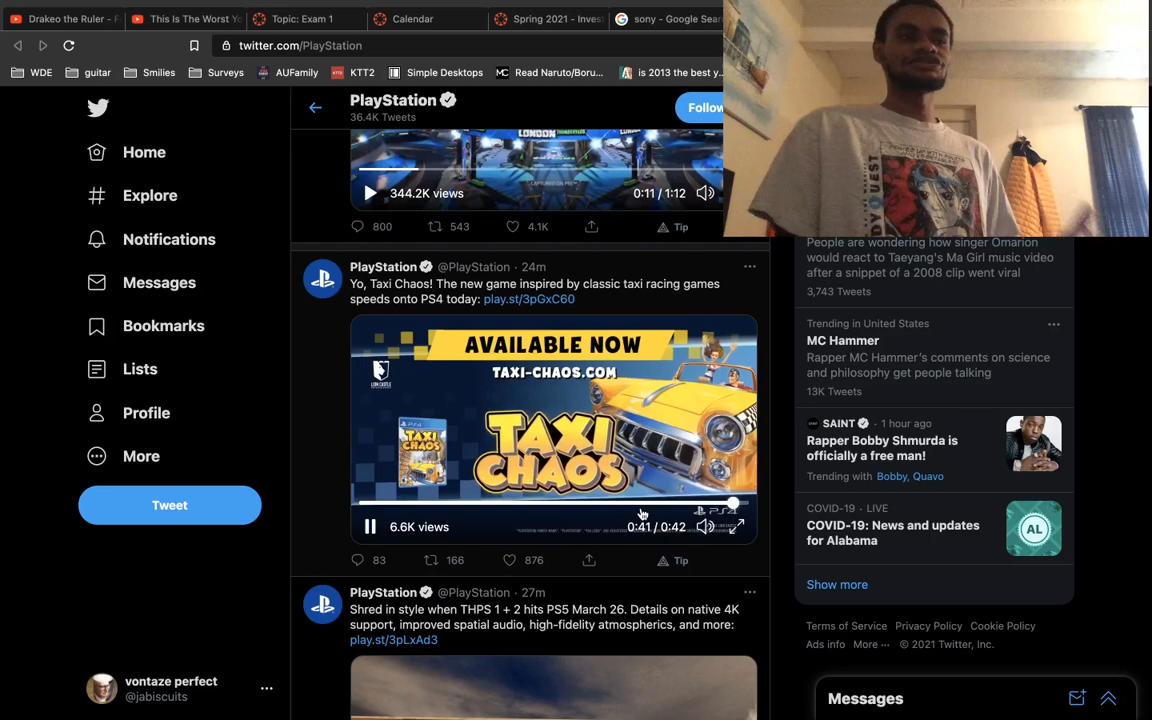 Drakeo the Ruler - F
This Is The Worst Yo
Topic: Exam 1
Calendar
Spring 2021 - Invest
sony - Google Sear
twitter.com/PlayStation
WDE
guitar
Smilies
Surveys
AUFamily
KTT2
Simple Desktops
Read Naruto/Boru...
is 2013 the best y...
Home
Explore
Notifications
Messages
Bookmarks
Lists
Profile
More
Tweet
vontaze perfect
@jabiscuits
PlayStation
36.4K Tweets
Follow
LONDON
344.2K views
0:11 / 1:12
800
543
4.1K
Tip
PlayStation @PlayStation · 24m
Yo, Taxi Chaos! The new game inspired by classic taxi racing games
speeds onto PS4 today: play.st/3pGxC60
AVAILABLE NOW
TAXI-CHAOS.COM
LION CASTLE
PS4
TAXI
CHAOS
TAXI
CHAOS
PS4
6.6K views
0:41 / 0:42
83
166
876
Tip
PlayStation @PlayStation · 27m
Shred in style when THPS 1 + 2 hits PS5 March 26. Details on native 4K
support, improved spatial audio, high-fidelity atmospherics, and more:
play.st/3pLxAd3
DY QUEST
People are wondering how singer Omarion
would react to Taeyang's Ma Girl music video
after a snippet of a 2008 clip went viral
3,743 Tweets
Trending in United States
MC Hammer
Rapper MC Hammer's comments on science
and philosophy get people talking
13K Tweets
SAINT · 1 hour ago
Rapper Bobby Shmurda is
officially a free man!
Trending with Bobby, Quavo
COVID-19 · LIVE
COVID-19: News and updates
for Alabama
AL
Show more
Terms of Service Privacy Policy Cookie Policy
Ads info More ··· © 2021 Twitter, Inc.
Messages